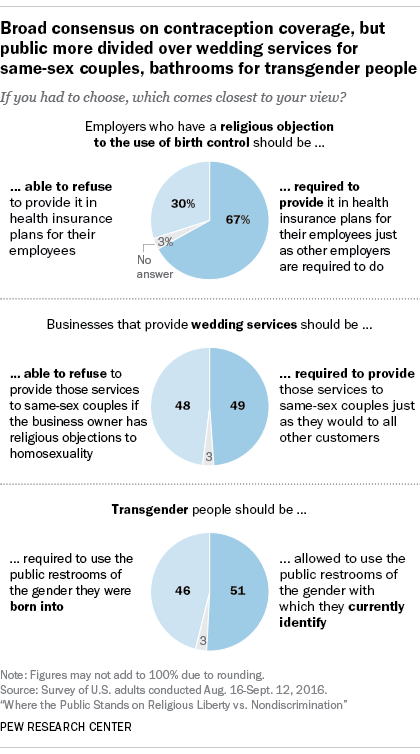 Broad consensus on contraception coverage, but
public more divided over wedding services for
same-sex couples, bathrooms for transgender people
If you had to choose, which comes closest to your view?
Employers who have a religious objection
to the use of birth control should be ...
... able to refuse
to provide it in
health insurance
plans for their
employees
30%
67%
3%
No
answer
... required to
provide it in health
insurance plans for
their employees just
as other employers
are required to do
Businesses that provide wedding services should be ...
... able to refuse to
provide those services
to same-sex couples if
the business owner has
religious objections to
homosexuality
48
49
3
... required to provide
those services to
same-sex couples just
as they would to all
other customers
Transgender people should be ...
... required to use the
public restrooms of
the gender they were
born into
46
51
3
... allowed to use the
public restrooms of
the gender with
which they currently
identify
Note: Figures may not add to 100% due to rounding.
Source: Survey of U.S. adults conducted Aug. 16-Sept. 12, 2016.
“Where the Public Stands on Religious Liberty vs. Nondiscrimination”
PEW RESEARCH CENTER